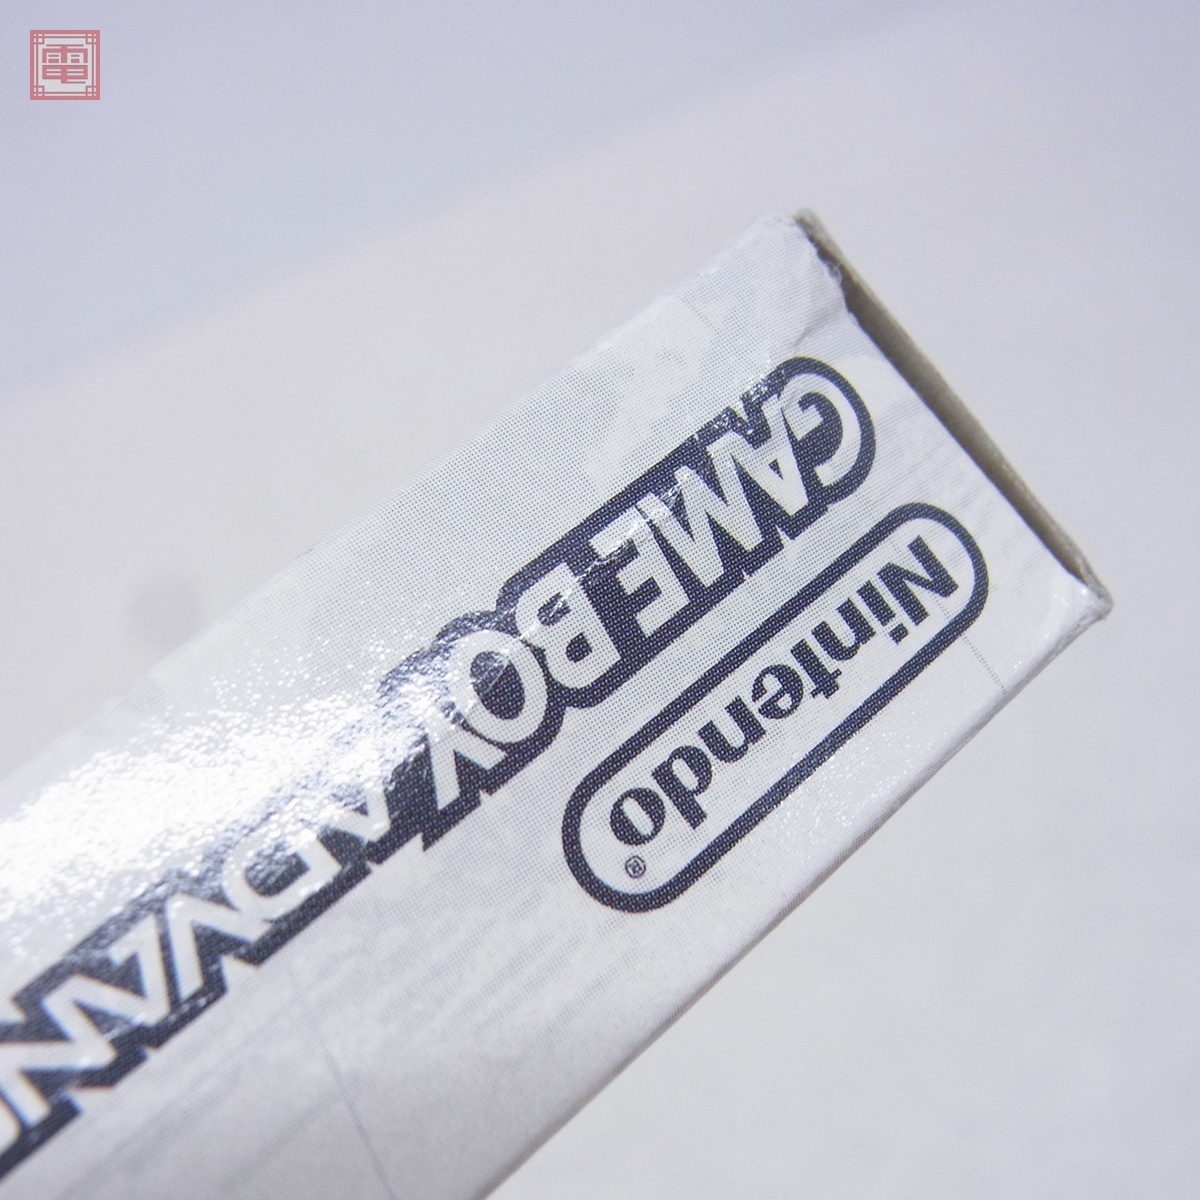 電
Nintendo®
GAME BOY ADVAN